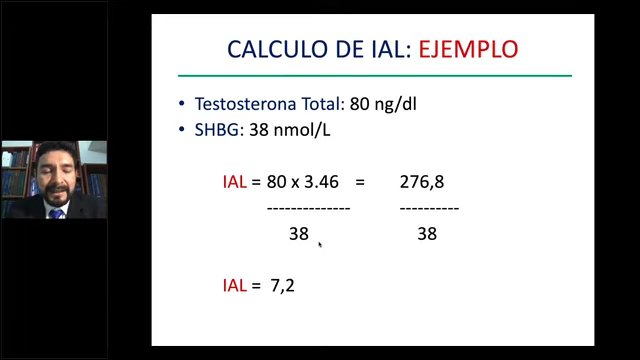 CALCULO DE IAL: EJEMPLO
• Testosterona Total: 80 ng/dl
• SHBG: 38 nmol/L
IAL = 80 x 3.46 = 276,8
-------------- ----------
38 38
IAL = 7,2